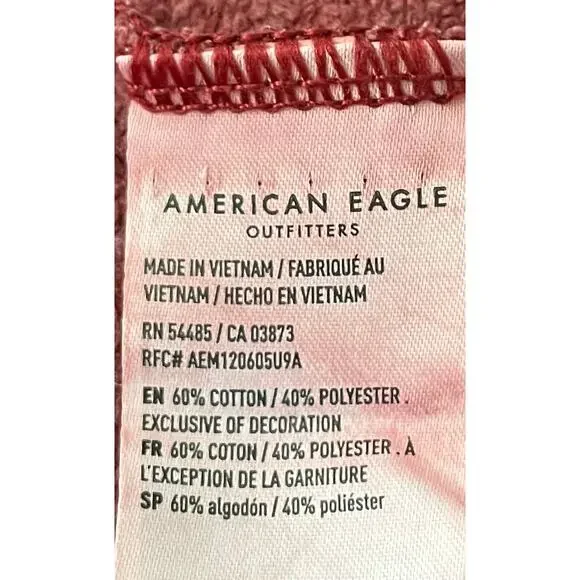 AMERICAN EAGLE
OUTFITTERS
MADE IN VIETNAM / FABRIQUÉ AU
VIETNAM / HECHO EN VIETNAM
RN 54485 / CA 03873
RFC# AEM120605U9A
EN 60% COTTON / 40% POLYESTER .
EXCLUSIVE OF DECORATION
FR 60% COTON / 40% POLYESTER . À
L'EXCEPTION DE LA GARNITURE
SP 60% algodón / 40% poliéster